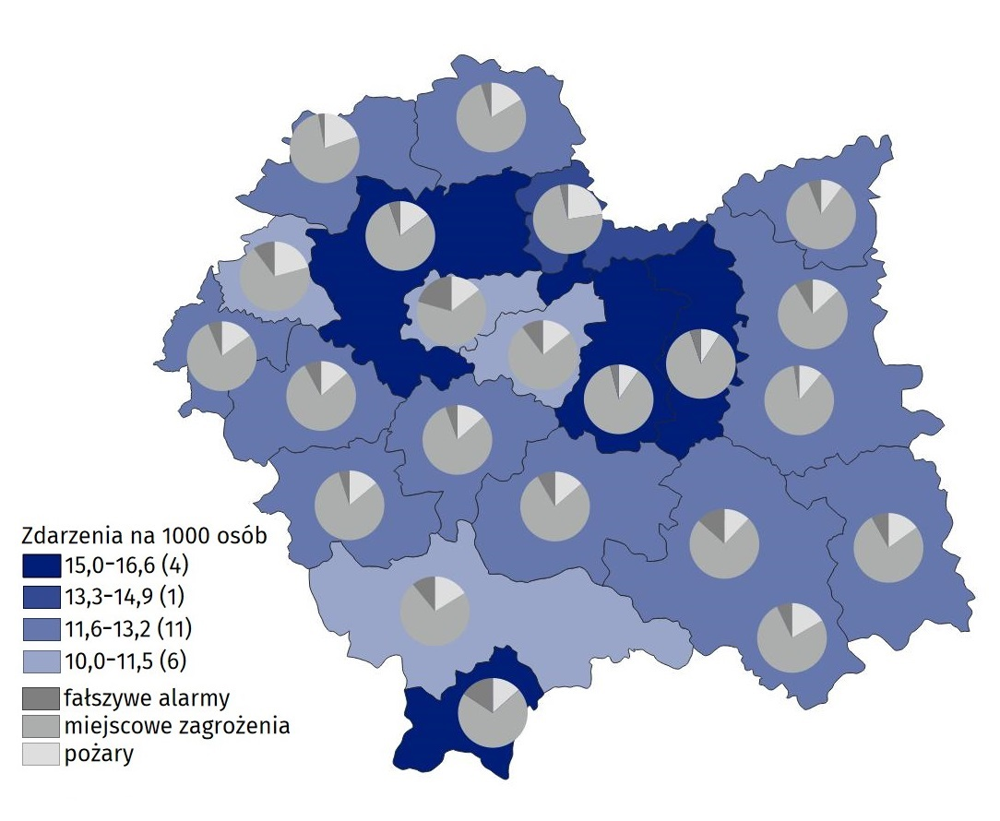 Zdarzenia na 1000 osób
15,0-16,6 (4)
13,3-14,9 (1)
11,6-13,2 (11)
10,0-11,5 (6)
fałszywe alarmy
miejscowe zagrożenia
pożary